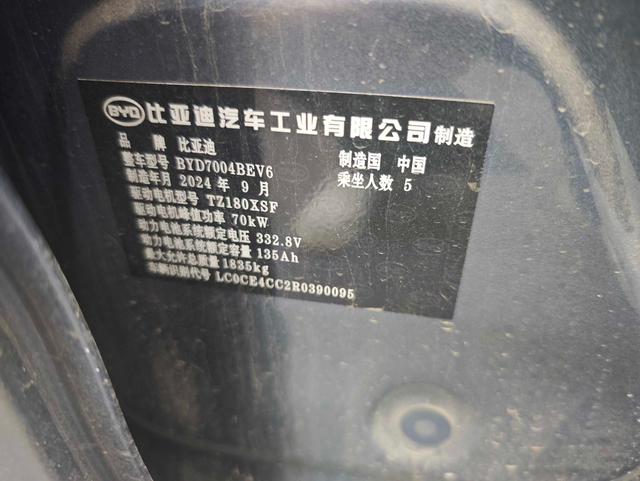 BYD 比亚迪汽车工业有限公司制造
品 牌 比亚迪
整车型号 BYD7004BEV6 制造国 中国
制造年月 2024 年 9 月 乘坐人数 5
驱动电机型号 TZ180XSF
驱动电机峰值功率 70kW
动力电池系统额定电压 332.8V
动力电池系统额定容量 135Ah
最大允许总质量 1835kg
车辆识别代号 LC0CE4CC2R0390095